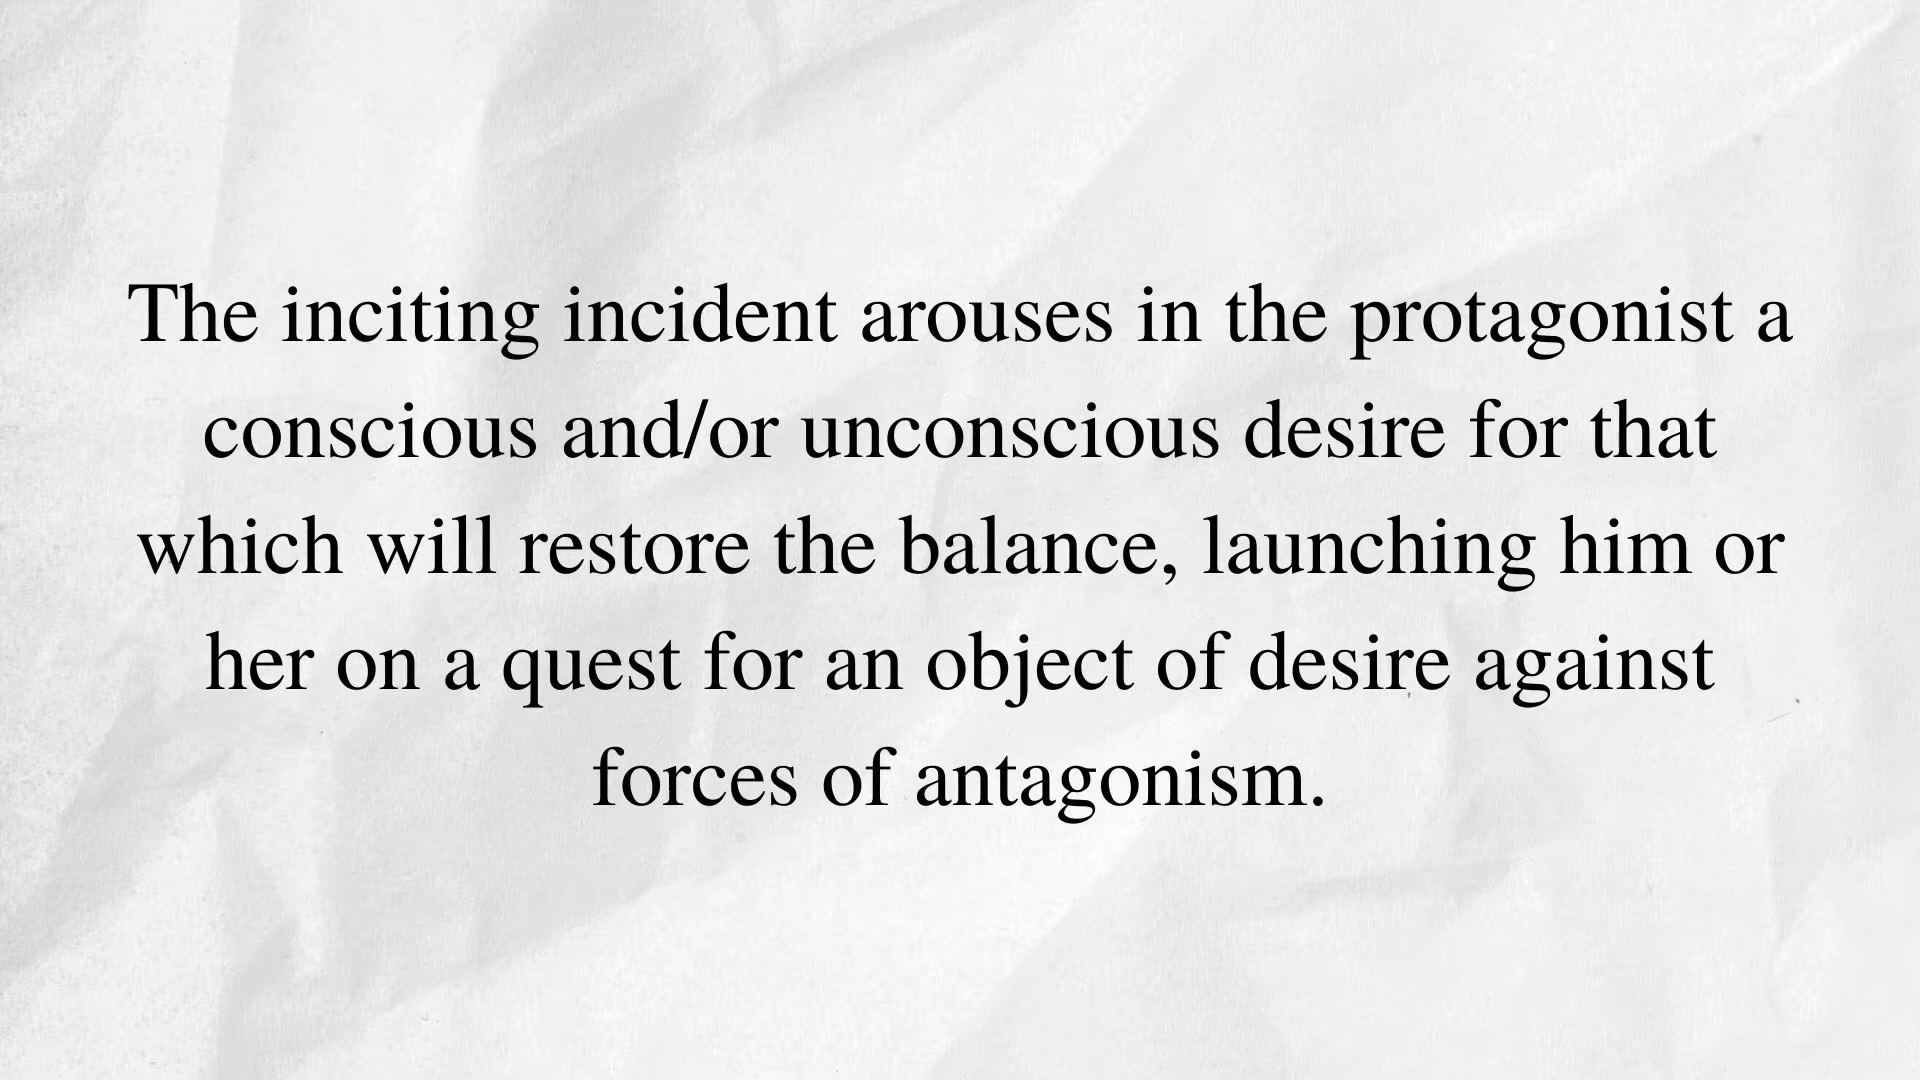 The inciting incident arouses in the protagonist a
conscious and/or unconscious desire for that
which will restore the balance, launching him or
her on a quest for an object of desire against
forces of antagonism.